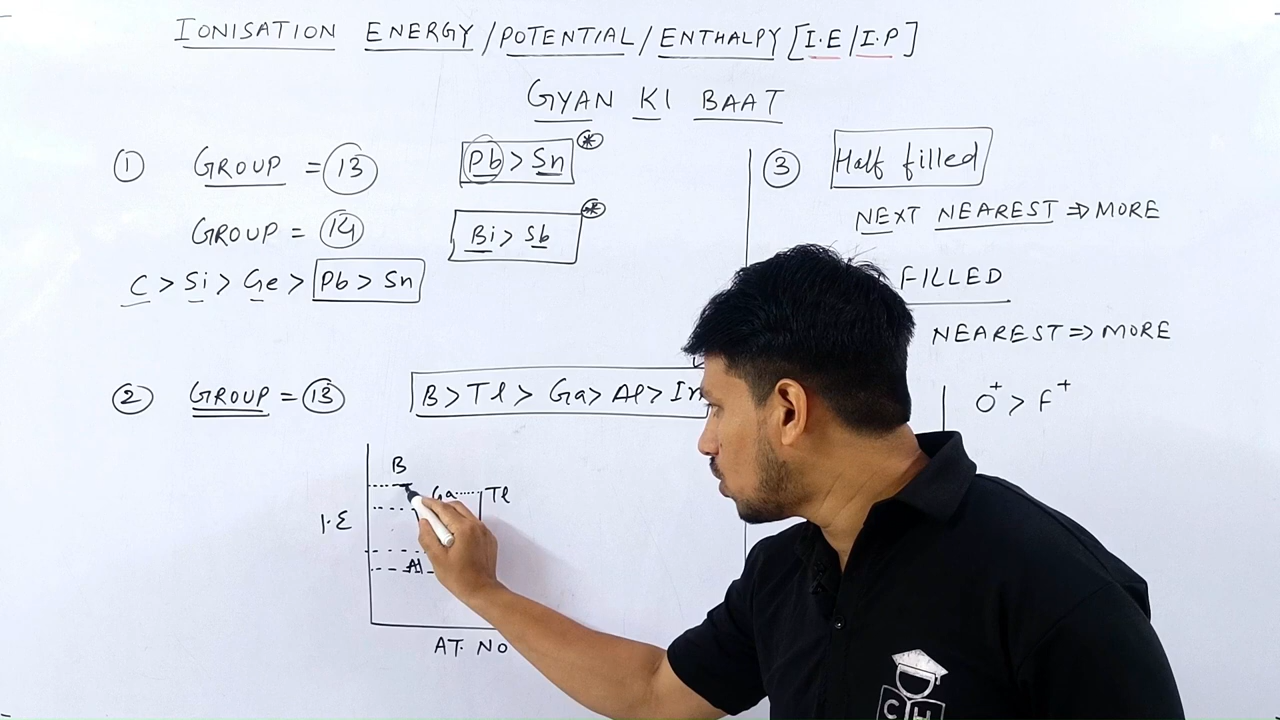 IONISATION ENERGY/POTENTIAL/ENTHALPY [I.E/I.P]
GYAN KI BAAT
① GROUP = 13
Pb > Sn *
GROUP = 14
Bi > Sb *
C > Si > Ge > Pb > Sn
② GROUP = 13
B > Tl > Ga > Al > In
I.E
B
Ga
Tl
Al
AT. NO
③ Half filled
NEXT NEAREST ⇒ MORE
FILLED
NEAREST ⇒ MORE
O⁺ > F⁺
C H